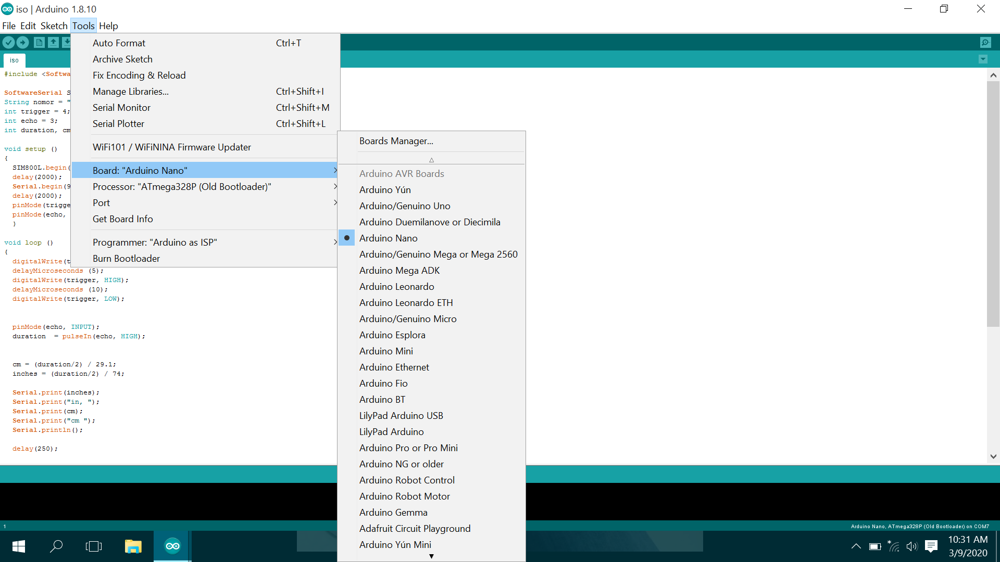 iso | Arduino 1.8.10
File Edit Sketch Tools Help
iso
Auto Format Ctrl+T
Archive Sketch
Fix Encoding & Reload
Manage Libraries... Ctrl+Shift+I
Serial Monitor Ctrl+Shift+M
Serial Plotter Ctrl+Shift+L
WiFi101 / WiFiNINA Firmware Updater
Board: "Arduino Nano"
Processor: "ATmega328P (Old Bootloader)"
Port
Get Board Info
Programmer: "Arduino as ISP"
Burn Bootloader
Boards Manager...
Arduino AVR Boards
Arduino Yún
Arduino/Genuino Uno
Arduino Duemilanove or Diecimila
Arduino Nano
Arduino/Genuino Mega or Mega 2560
Arduino Mega ADK
Arduino Leonardo
Arduino Leonardo ETH
Arduino/Genuino Micro
Arduino Esplora
Arduino Mini
Arduino Ethernet
Arduino Fio
Arduino BT
LilyPad Arduino USB
LilyPad Arduino
Arduino Pro or Pro Mini
Arduino NG or older
Arduino Robot Control
Arduino Robot Motor
Arduino Gemma
Adafruit Circuit Playground
Arduino Yún Mini
#include <Softwa
SoftwareSerial S
String nomor = "
int trigger = 4;
int echo = 3;
int duration, cm
void setup ()
{
SIM800L.begin(
delay(2000);
Serial.begin(9
delay(2000);
pinMode(trigge
pinMode(echo,
}
void loop ()
{
digitalWrite(t
delayMicroseconds (5);
digitalWrite(trigger, HIGH);
delayMicroseconds (10);
digitalWrite(trigger, LOW);
pinMode(echo, INPUT);
duration = pulseIn(echo, HIGH);
cm = (duration/2) / 29.1;
inches = (duration/2) / 74;
Serial.print(inches);
Serial.print("in, ");
Serial.print(cm);
Serial.print("cm ");
Serial.println();
delay(250);
1
Arduino Nano, ATmega328P (Old Bootloader) on COM7
10:31 AM
3/9/2020